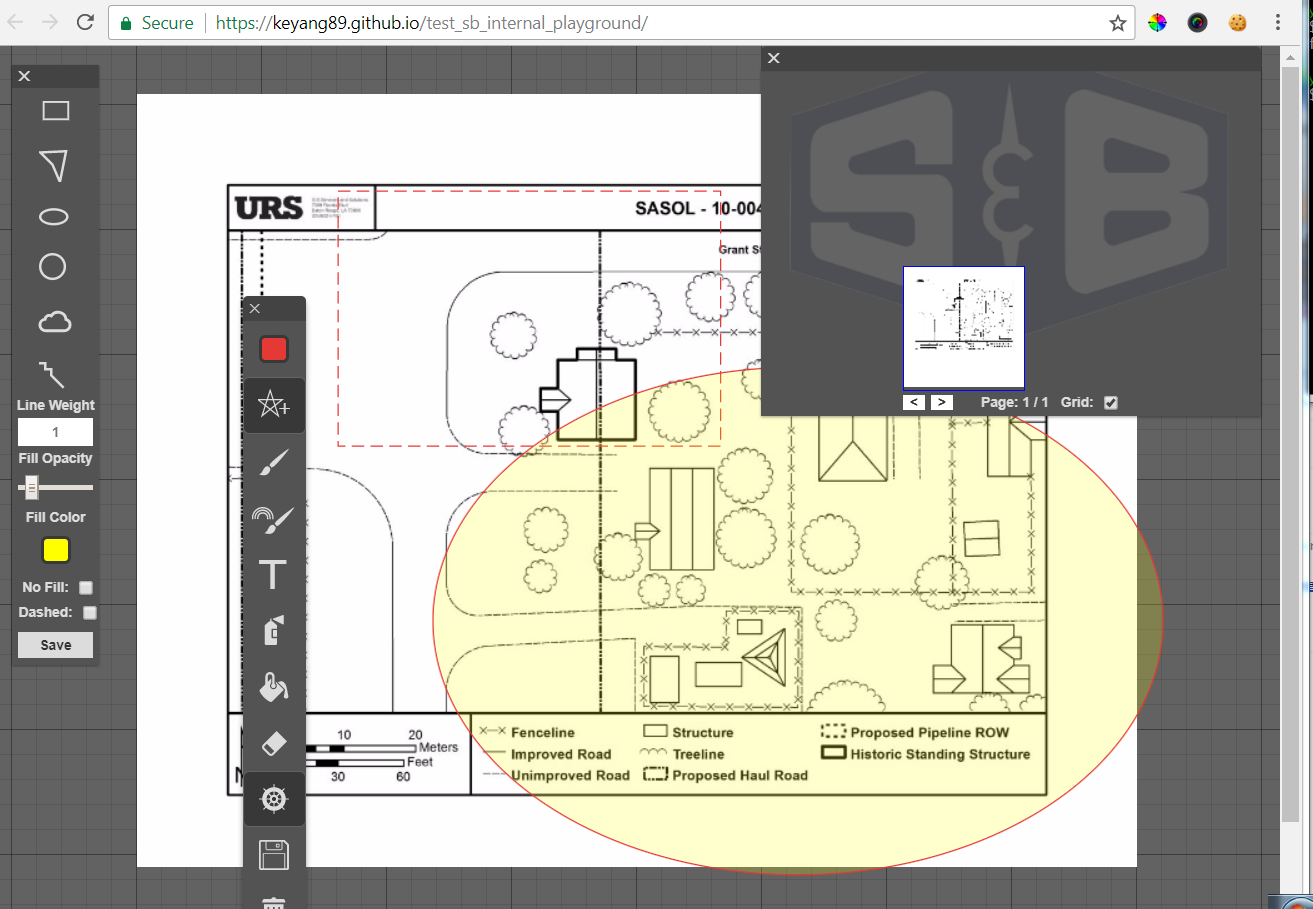 Secure
https://keyang89.github.io/test_sb_internal_playground/
S&B
URS
SASOL - 10-004
Grant St
Line Weight
1
Fill Opacity
Fill Color
No Fill:
Dashed:
Save
T
< > Page: 1 / 1 Grid:
10 20
Meters
Feet
30 60
Fenceline
Improved Road
Unimproved Road
Structure
Treeline
Proposed Haul Road
Proposed Pipeline ROW
Historic Standing Structure